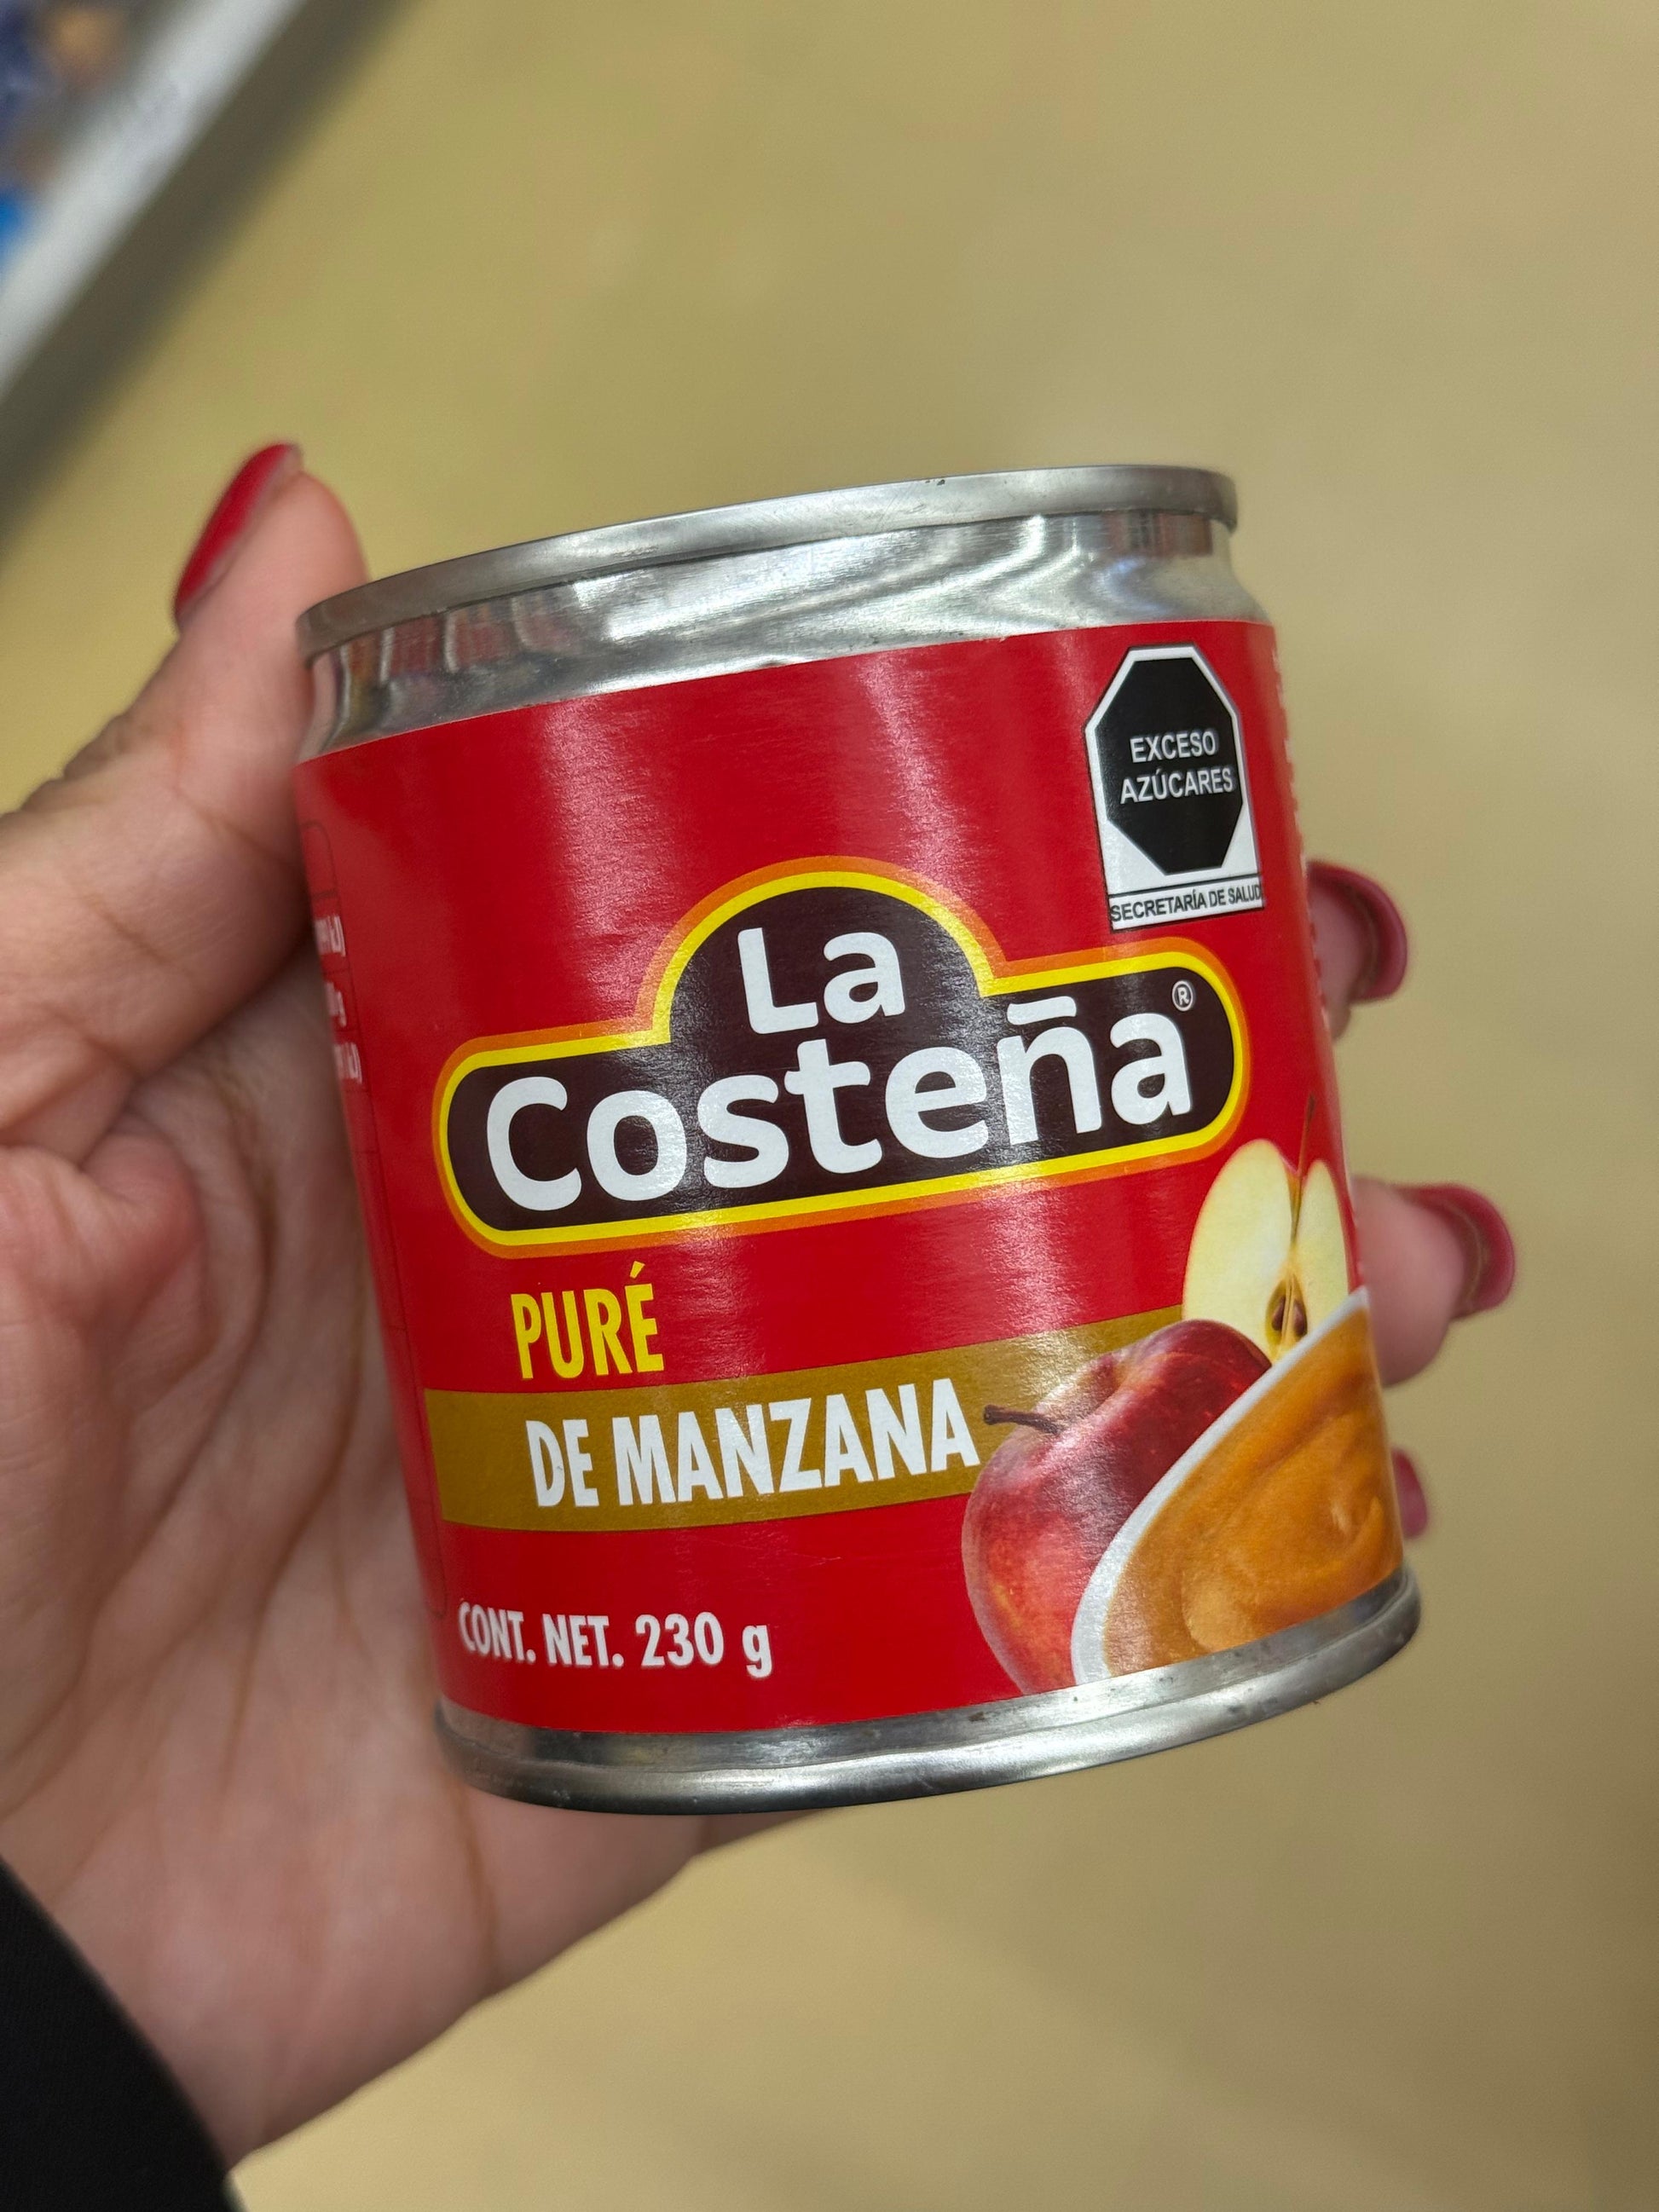 EXCESO
AZÚCARES
SECRETARÍA DE SALUD
La
Costeña®
PURÉ
DE MANZANA
CONT. NET. 230 g